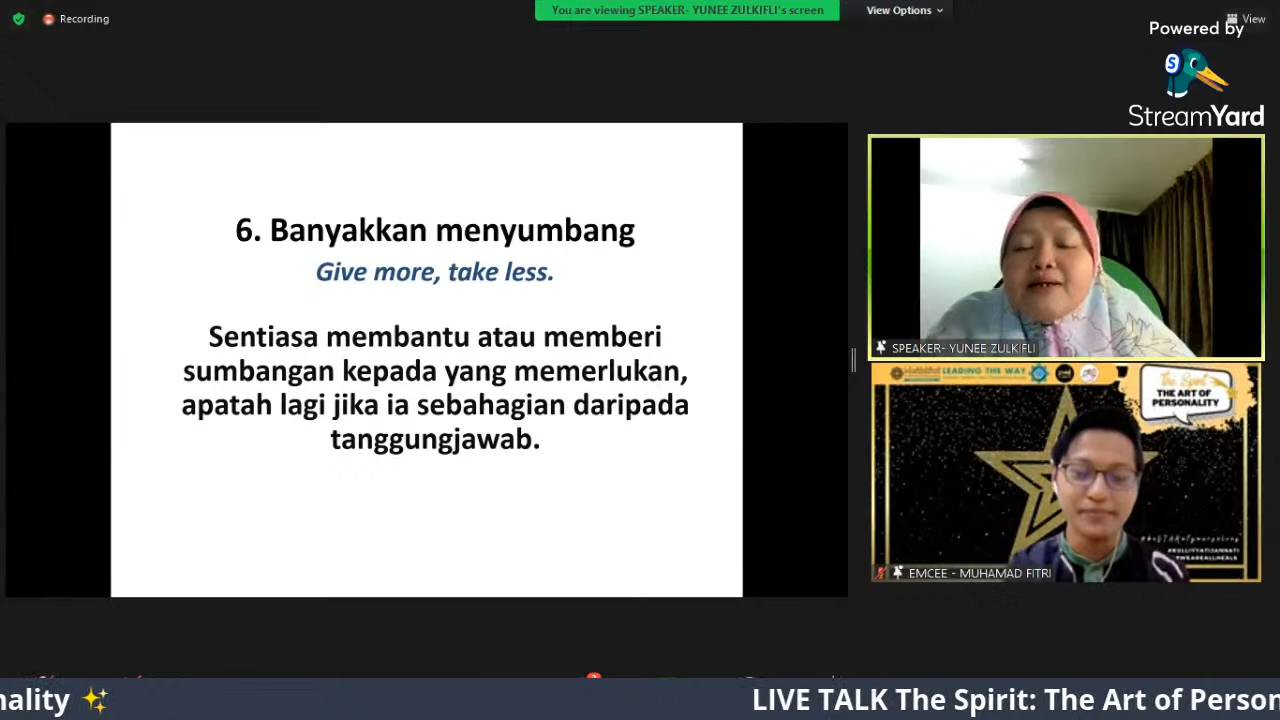 Recording
You are viewing SPEAKER- YUNEE ZULKIFLI's screen
View Options
View
Powered by
StreamYard
6. Banyakkan menyumbang
Give more, take less.
Sentiasa membantu atau memberi
sumbangan kepada yang memerlukan,
apatah lagi jika ia sebahagian daripada
tanggungjawab.
SPEAKER- YUNEE ZULKIFLI
LEADING THE WAY
The Spirit
THE ART OF
PERSONALITY
#KULLIYYATIJANNATI
#WEAREALLHEALS
EMCEE - MUHAMAD FITRI
nality ✨ LIVE TALK The Spirit: The Art of Person